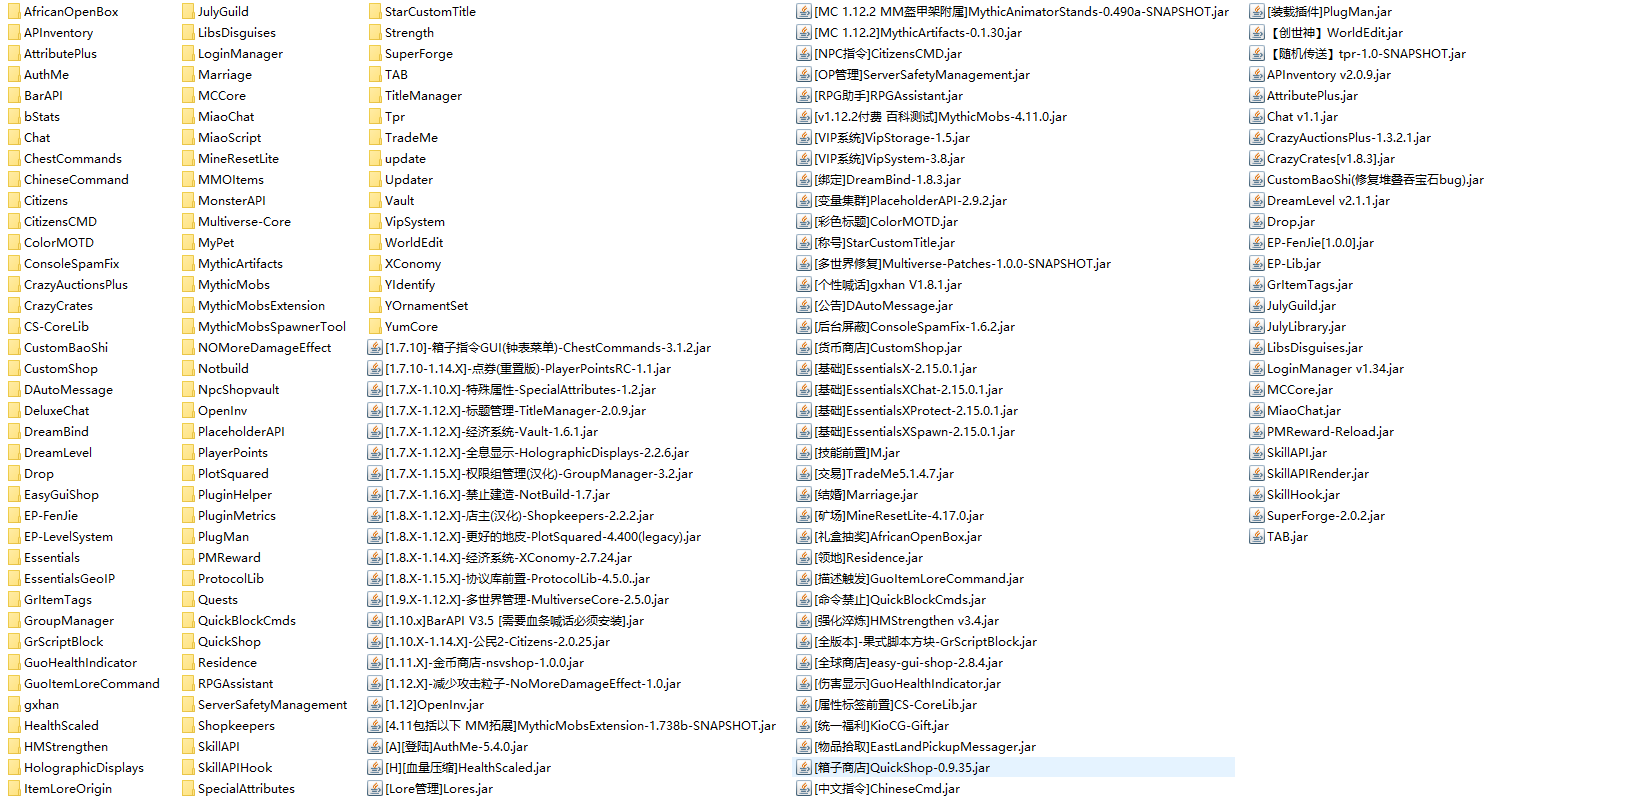 AfricanOpenBox
APInventory
AttributePlus
AuthMe
BarAPI
bStats
Chat
ChestCommands
ChineseCommand
Citizens
CitizensCMD
ColorMOTD
ConsoleSpamFix
CrazyAuctionsPlus
CrazyCrates
CS-CoreLib
CustomBaoShi
CustomShop
DAutoMessage
DeluxeChat
DreamBind
DreamLevel
Drop
EasyGuiShop
EP-FenJie
EP-LevelSystem
Essentials
EssentialsGeoIP
GrItemTags
GroupManager
GrScriptBlock
GuoHealthIndicator
GuoItemLoreCommand
gxhan
HealthScaled
HMStrengthen
HolographicDisplays
ItemLoreOrigin
JulyGuild
LibsDisguises
LoginManager
Marriage
MCCore
MiaoChat
MiaoScript
MineResetLite
MMOItems
MonsterAPI
Multiverse-Core
MyPet
MythicArtifacts
MythicMobs
MythicMobsExtension
MythicMobsSpawnerTool
NOMoreDamageEffect
Notbuild
NpcShopvault
OpenInv
PlaceholderAPI
PlayerPoints
PlotSquared
PluginHelper
PluginMetrics
PlugMan
PMReward
ProtocolLib
Quests
QuickBlockCmds
QuickShop
Residence
RPGAssistant
ServerSafetyManagement
Shopkeepers
SkillAPI
SkillAPIHook
SpecialAttributes
StarCustomTitle
Strength
SuperForge
TAB
TitleManager
Tpr
TradeMe
update
Updater
Vault
VipSystem
WorldEdit
XConomy
YIdentify
YOrnamentSet
YumCore
[1.7.10]-箱子指令GUI(钟表菜单)-ChestCommands-3.1.2.jar
[1.7.10-1.14.X]-点券(重置版)-PlayerPointsRC-1.1.jar
[1.7.X-1.10.X]-特殊属性-SpecialAttributes-1.2.jar
[1.7.X-1.12.X]-标题管理-TitleManager-2.0.9.jar
[1.7.X-1.12.X]-经济系统-Vault-1.6.1.jar
[1.7.X-1.12.X]-全息显示-HolographicDisplays-2.2.6.jar
[1.7.X-1.15.X]-权限组管理(汉化)-GroupManager-3.2.jar
[1.7.X-1.16.X]-禁止建造-NotBuild-1.7.jar
[1.8.X-1.12.X]-店主(汉化)-Shopkeepers-2.2.2.jar
[1.8.X-1.12.X]-更好的地皮-PlotSquared-4.400(legacy).jar
[1.8.X-1.14.X]-经济系统-XConomy-2.7.24.jar
[1.8.X-1.15.X]-协议库前置-ProtocolLib-4.5.0..jar
[1.9.X-1.12.X]-多世界管理-MultiverseCore-2.5.0.jar
[1.10.x]BarAPI V3.5 [需要血条喊话必须安装].jar
[1.10.X-1.14.X]-公民2-Citizens-2.0.25.jar
[1.11.X]-金币商店-nsvshop-1.0.0.jar
[1.12.X]-减少攻击粒子-NoMoreDamageEffect-1.0.jar
[1.12]OpenInv.jar
[4.11包括以下 MM拓展]MythicMobsExtension-1.738b-SNAPSHOT.jar
[A][登陆]AuthMe-5.4.0.jar
[H][血量压缩]HealthScaled.jar
[Lore管理]Lores.jar
[MC 1.12.2 MM盔甲架附属]MythicAnimatorStands-0.490a-SNAPSHOT.jar
[MC 1.12.2]MythicArtifacts-0.1.30.jar
[NPC指令]CitizensCMD.jar
[OP管理]ServerSafetyManagement.jar
[RPG助手]RPGAssistant.jar
[v1.12.2付费 百科测试]MythicMobs-4.11.0.jar
[VIP系统]VipStorage-1.5.jar
[VIP系统]VipSystem-3.8.jar
[绑定]DreamBind-1.8.3.jar
[变量集群]PlaceholderAPI-2.9.2.jar
[彩色标题]ColorMOTD.jar
[称号]StarCustomTitle.jar
[多世界修复]Multiverse-Patches-1.0.0-SNAPSHOT.jar
[个性喊话]gxhan V1.8.1.jar
[公告]DAutoMessage.jar
[后台屏蔽]ConsoleSpamFix-1.6.2.jar
[货币商店]CustomShop.jar
[基础]EssentialsX-2.15.0.1.jar
[基础]EssentialsXChat-2.15.0.1.jar
[基础]EssentialsXProtect-2.15.0.1.jar
[基础]EssentialsXSpawn-2.15.0.1.jar
[技能前置]M.jar
[交易]TradeMe5.1.4.7.jar
[结婚]Marriage.jar
[矿场]MineResetLite-4.17.0.jar
[礼盒抽奖]AfricanOpenBox.jar
[领地]Residence.jar
[描述触发]GuoItemLoreCommand.jar
[命令禁止]QuickBlockCmds.jar
[强化淬炼]HMStrengthen v3.4.jar
[全版本]-果式脚本方块-GrScriptBlock.jar
[全球商店]easy-gui-shop-2.8.4.jar
[伤害显示]GuoHealthIndicator.jar
[属性标签前置]CS-CoreLib.jar
[统一福利]KioCG-Gift.jar
[物品拾取]EastLandPickupMessager.jar
[箱子商店]QuickShop-0.9.35.jar
[中文指令]ChineseCmd.jar
[装载插件]PlugMan.jar
【创世神】WorldEdit.jar
【随机传送】tpr-1.0-SNAPSHOT.jar
APInventory v2.0.9.jar
AttributePlus.jar
Chat v1.1.jar
CrazyAuctionsPlus-1.3.2.1.jar
CrazyCrates[v1.8.3].jar
CustomBaoShi(修复堆叠吞宝石bug).jar
DreamLevel v2.1.1.jar
Drop.jar
EP-FenJie[1.0.0].jar
EP-Lib.jar
GrItemTags.jar
JulyGuild.jar
JulyLibrary.jar
LibsDisguises.jar
LoginManager v1.34.jar
MCCore.jar
MiaoChat.jar
PMReward-Reload.jar
SkillAPI.jar
SkillAPIRender.jar
SkillHook.jar
SuperForge-2.0.2.jar
TAB.jar